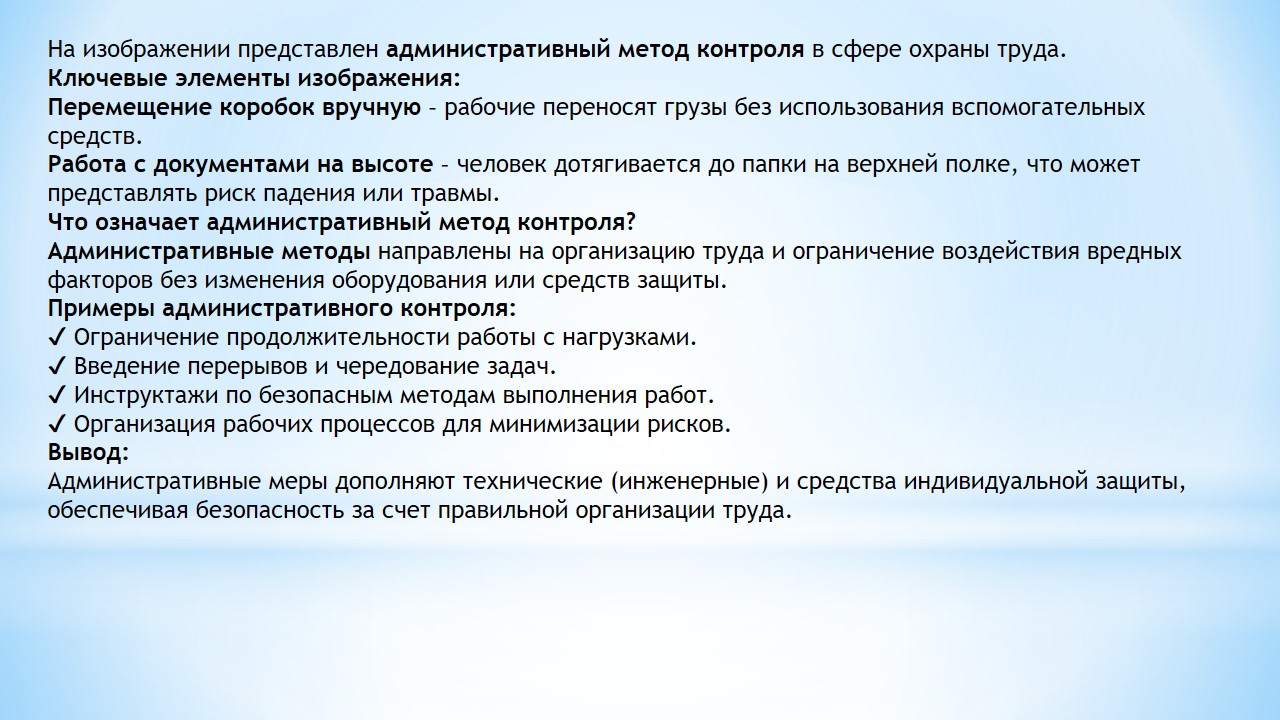 На изображении представлен административный метод контроля в сфере охраны труда.
Ключевые элементы изображения:
Перемещение коробок вручную – рабочие переносят грузы без использования вспомогательных
средств.
Работа с документами на высоте – человек дотягивается до папки на верхней полке, что может
представлять риск падения или травмы.
Что означает административный метод контроля?
Административные методы направлены на организацию труда и ограничение воздействия вредных
факторов без изменения оборудования или средств защиты.
Примеры административного контроля:
✔ Ограничение продолжительности работы с нагрузками.
✔ Введение перерывов и чередование задач.
✔ Инструктажи по безопасным методам выполнения работ.
✔ Организация рабочих процессов для минимизации рисков.
Вывод:
Административные меры дополняют технические (инженерные) и средства индивидуальной защиты,
обеспечивая безопасность за счет правильной организации труда.